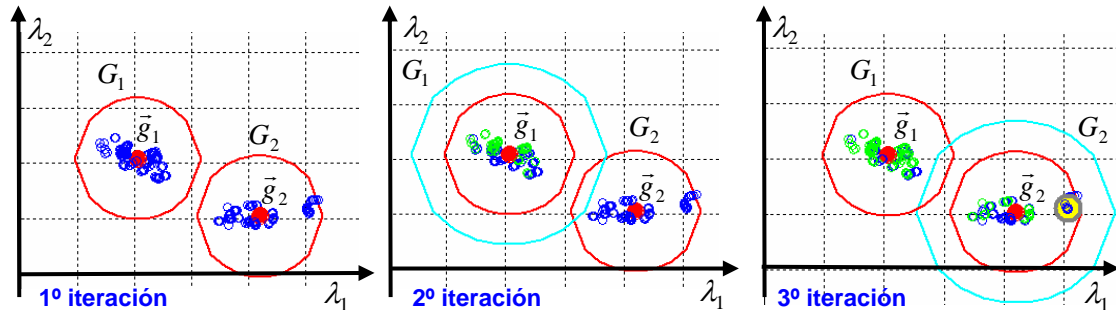 λ₂
G₁
g⃗₁
G₂
g⃗₂
1º iteración
λ₁
λ₂
G₁
g⃗₁
G₂
g⃗₂
2º iteración
λ₁
λ₂
G₁
g⃗₁
G₂
g⃗₂
3º iteración
λ₁